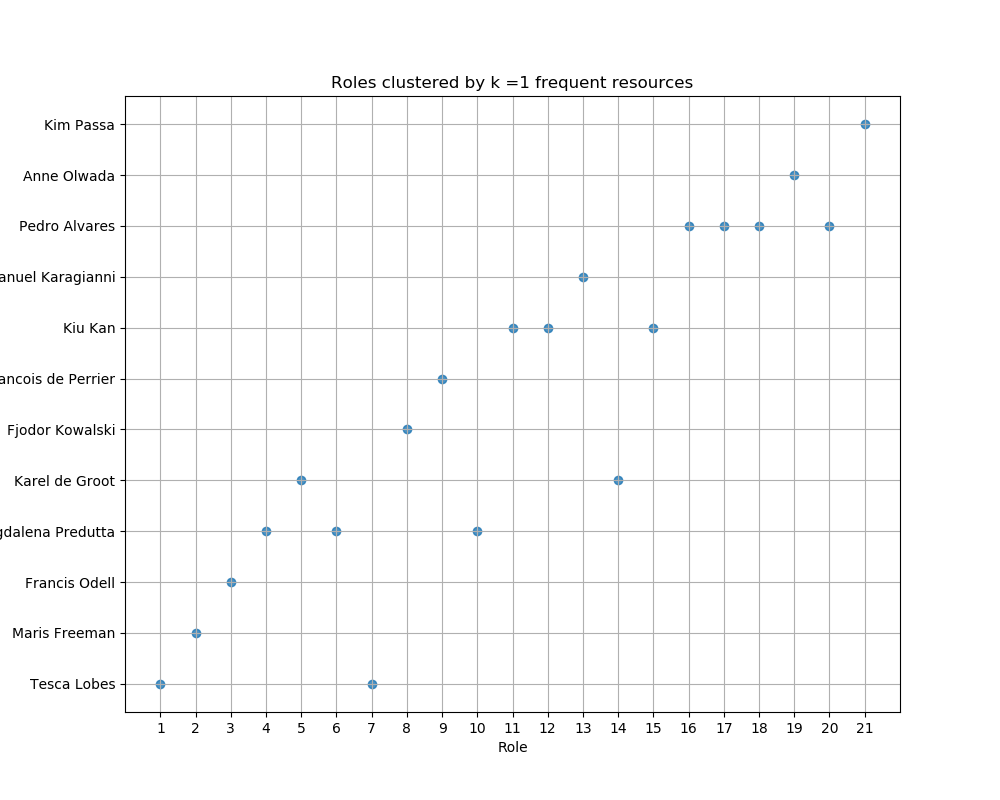 Roles clustered by k =1 frequent resources
Kim Passa
Anne Olwada
Pedro Alvares
anuel Karagianni
Kiu Kan
ancois de Perrier
Fjodor Kowalski
Karel de Groot
gdalena Predutta
Francis Odell
Maris Freeman
Tesca Lobes
1 2 3 4 5 6 7 8 9 10 11 12 13 14 15 16 17 18 19 20 21
Role